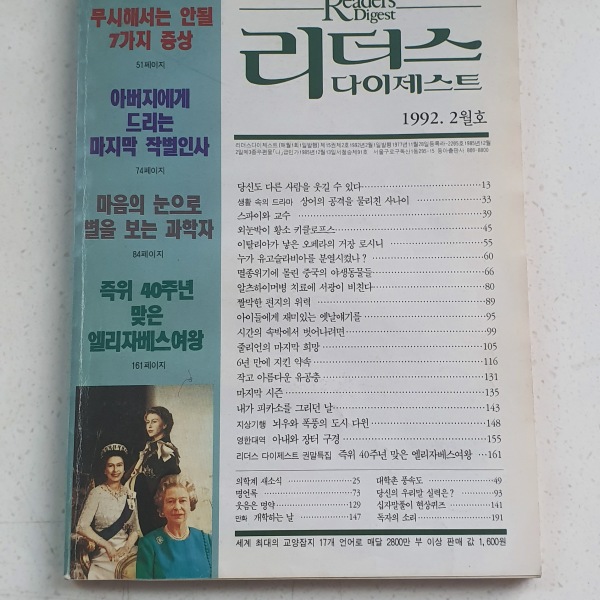 무시해서는 안될
7가지 증상
51페이지
아버지에게
드리는
마지막 작별인사
74페이지
마음의 눈으로
별을 보는 과학자
84페이지
즉위 40주년
맞은
엘리자베스여왕
161페이지
Reader's
Digest
리더스
다이제스트
1992. 2월호
당신도 다른 사람을 웃길 수 있다 13
생활 속의 드라마 상어의 공격을 물리친 사나이 33
스파이와 교수 39
외눈박이 황소 키클로프스 45
이탈리아가 낳은 오페라의 거장 로시니 55
누가 유고슬라비아를 분열시켰나? 60
멸종위기에 몰린 중국의 야생동물들 66
알츠하이머병 치료에 서광이 비친다 80
짤막한 편지의 위력 89
아이들에게 재미있는 옛날얘기를 95
시간의 속박에서 벗어나려면 99
줄리언의 마지막 희망 105
6년 만에 지킨 약속 116
작고 아름다운 유공충 131
마지막 시즌 135
내가 피카소를 그리던 날 143
지상기행 뇌우와 폭풍의 도시 다윈 148
영한대역 아내와 장터 구경 155
리더스 다이제스트 권말특집 즉위 40주년 맞은 엘리자베스여왕 161
의학계 새소식 25
명언록 73
웃음은 명약 129
만화 개학하는 날 147
대학촌 풍속도 49
당신의 우리말 실력은? 93
십자말풀이 현상퀴즈 141
독자의 소리 191
세계 최대의 교양잡지 17개 언어로 매달 2800만 부 이상 판매 값 1,600원